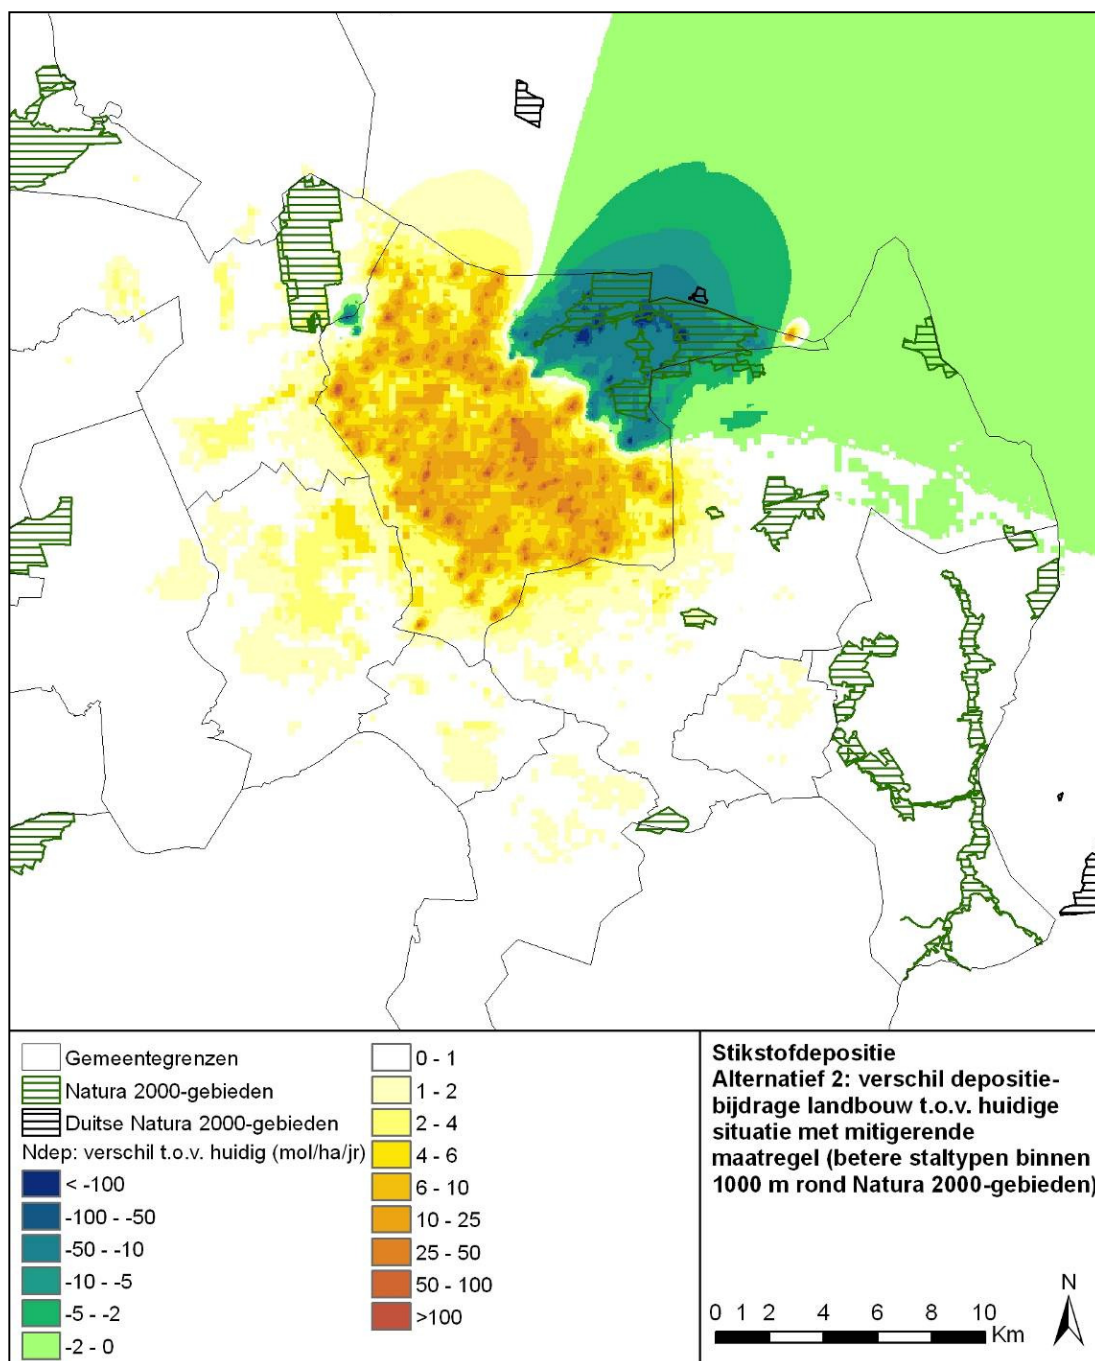 Gemeentegrenzen
Natura 2000-gebieden
Duitse Natura 2000-gebieden
Ndep: verschil t.o.v. huidig (mol/ha/jr)
< -100
-100 - -50
-50 - -10
-10 - -5
-5 - -2
-2 - 0
0 - 1
1 - 2
2 - 4
4 - 6
6 - 10
10 - 25
25 - 50
50 - 100
>100
Stikstofdepositie
Alternatief 2: verschil depositie-
bijdrage landbouw t.o.v. huidige
situatie met mitigerende
maatregel (betere staltypen binnen
1000 m rond Natura 2000-gebieden)
N
0 1 2 4 6 8 10
Km